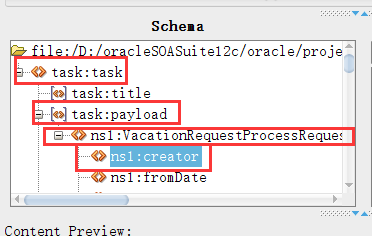 Schema
file:/D:/oracleSOASuite12c/oracle/proje
task:task
task:title
task:payload
ns1:VacationRequestProcessReques
ns1:creator
ns1:fromDate
Content Preview: